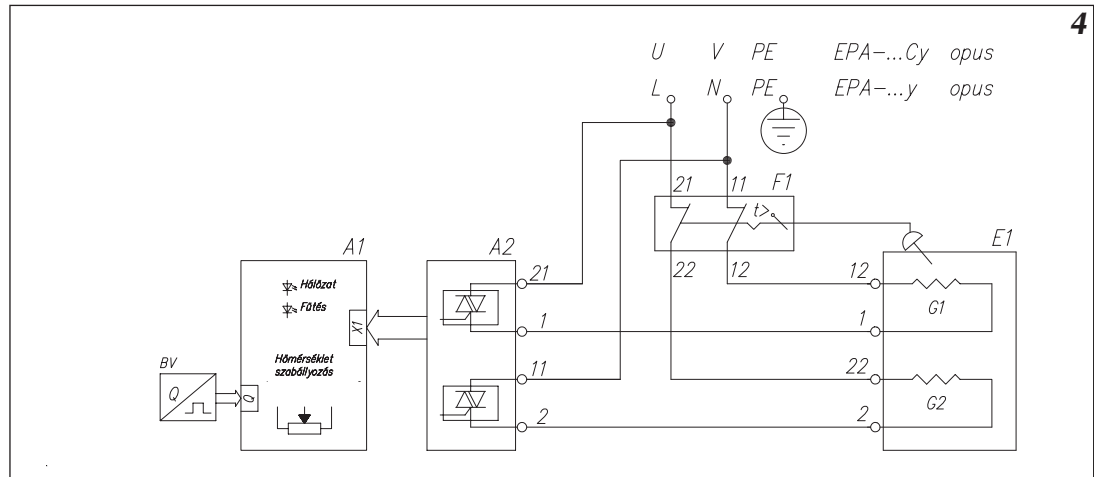 4
U V PE EPA-...Cy opus
L N PE EPA-...y opus
21 11 F1
t>
A1 A2 22 12 E1
21 12
Hálózat
Fűtés
G1
X1
1 1
BV
Hőmérséklet
szabályozás
11 22
Q Q
G2
2 2